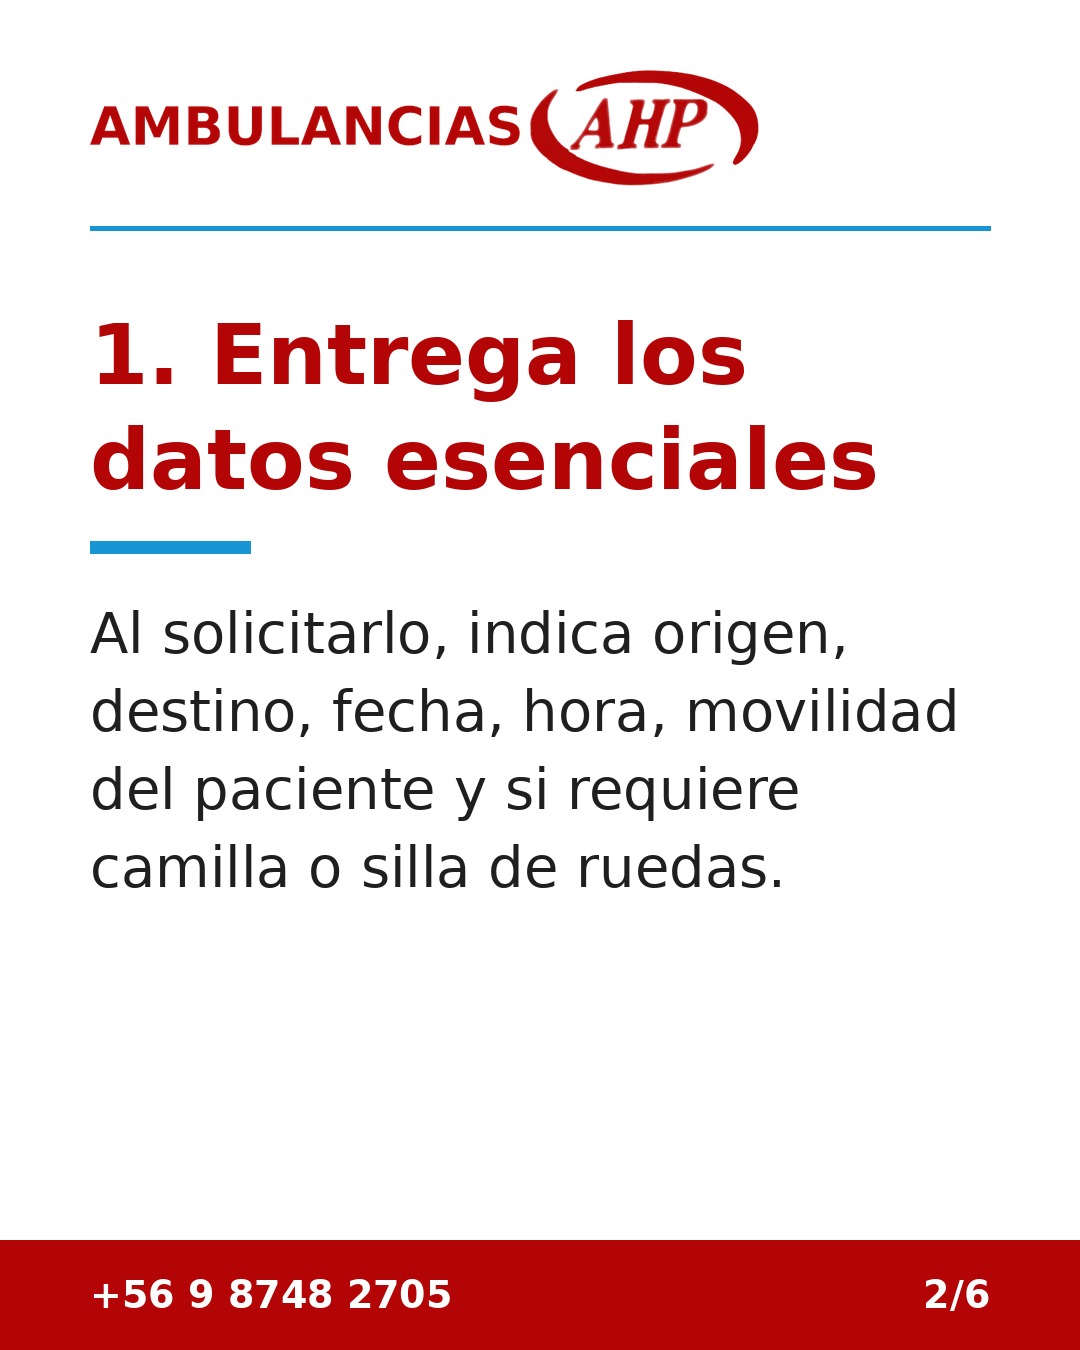 AMBULANCIAS AHP
1. Entrega los
datos esenciales
Al solicitarlo, indica origen,
destino, fecha, hora, movilidad
del paciente y si requiere
camilla o silla de ruedas.
+56 9 8748 2705
2/6